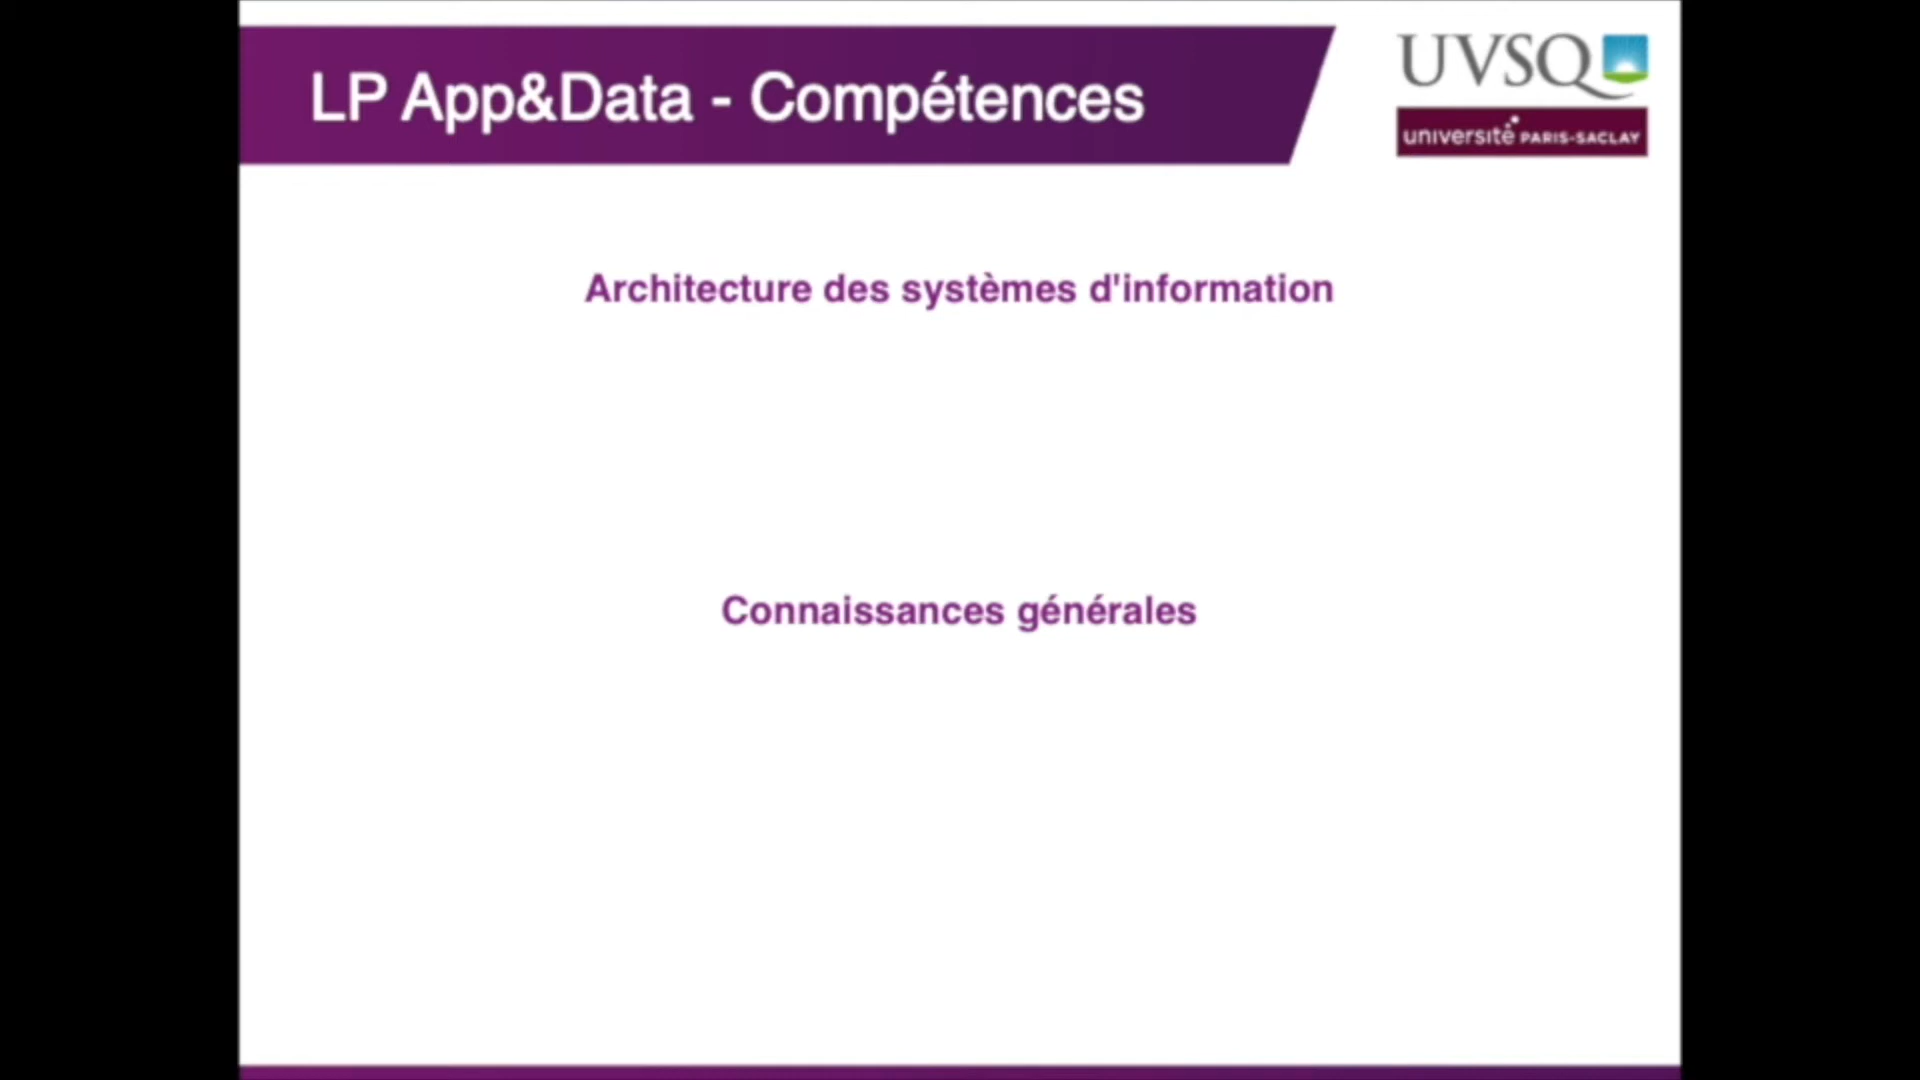 LP App&Data - Compétences
UVSQ
université PARIS-SACLAY
Architecture des systèmes d'information
Connaissances générales